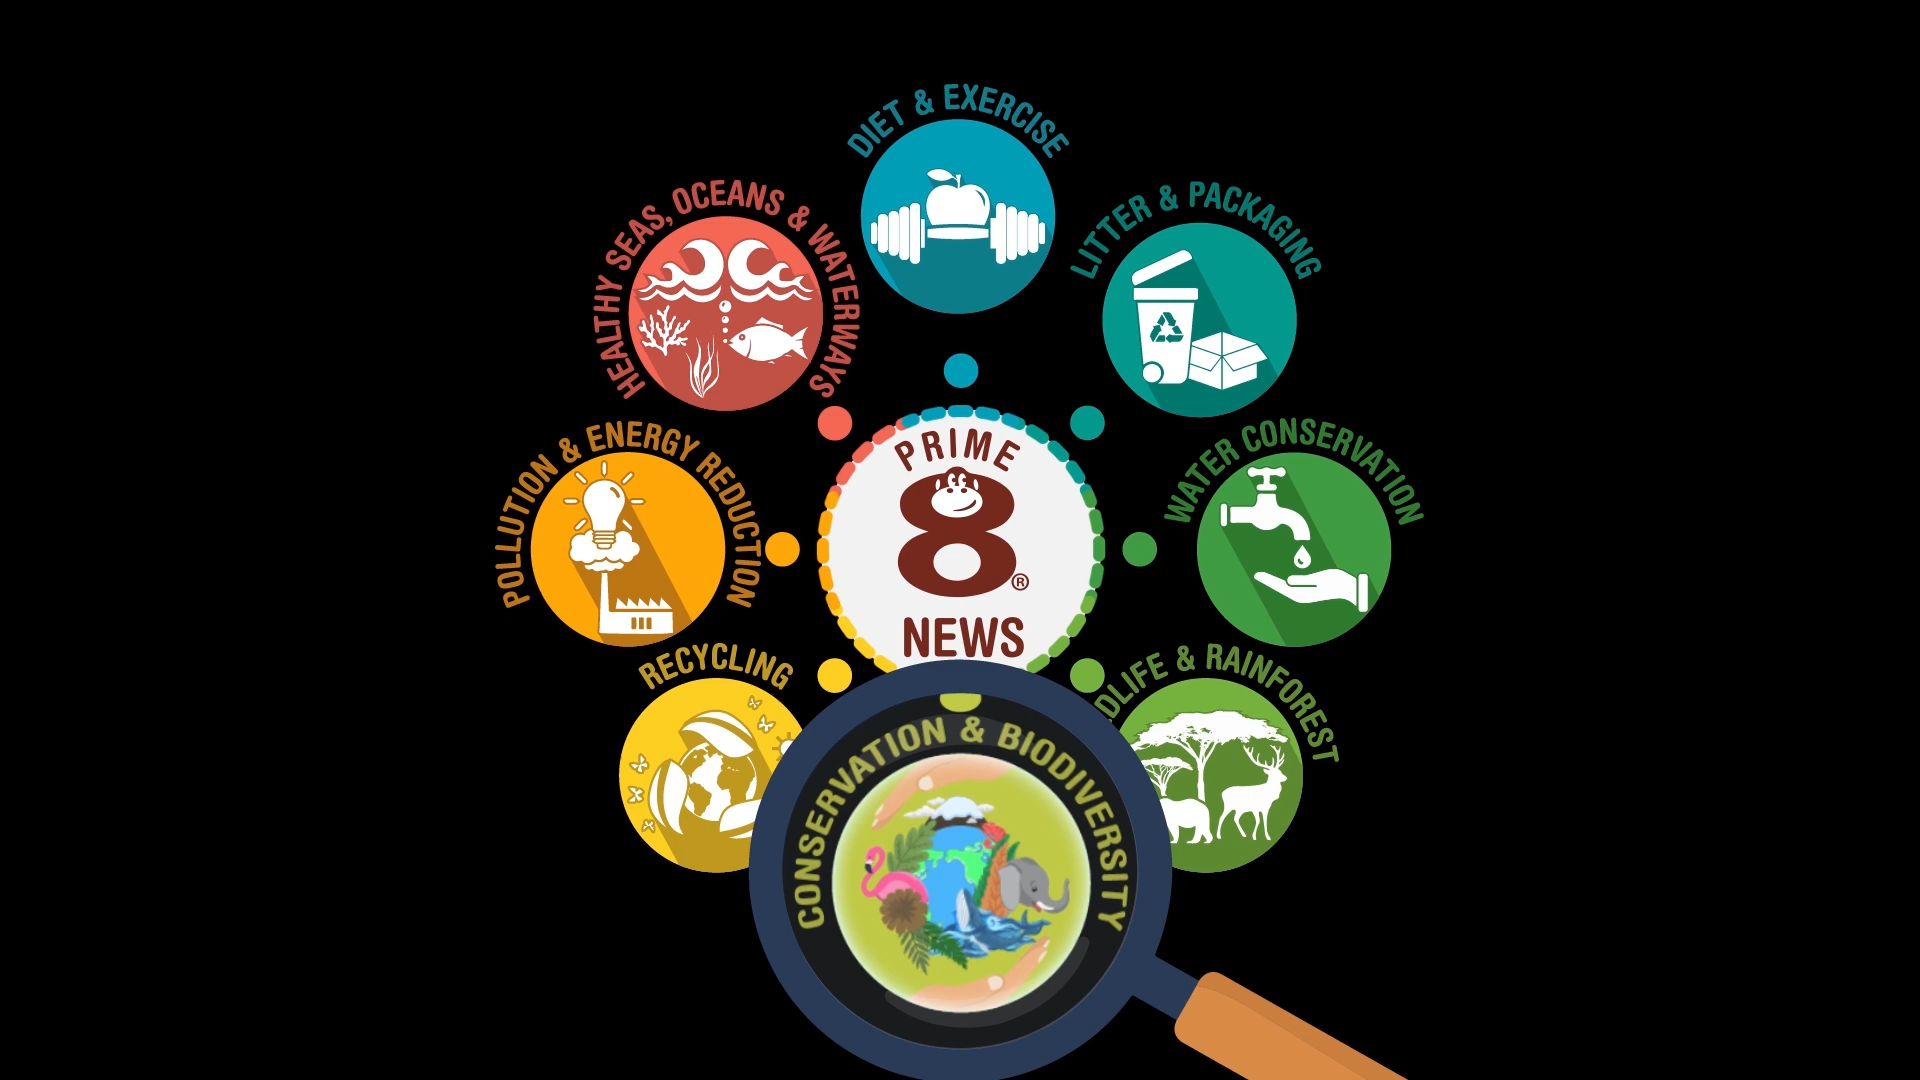 DIET & EXERCISE
HEALTHY SEAS, OCEANS & WATERWAYS
LITTER & PACKAGING
POLLUTION & ENERGY REDUCTION
WATER CONSERVATION
PRIME
8®
NEWS
RECYCLING
& RAINFOREST
CONSERVATION & BIODIVERSITY